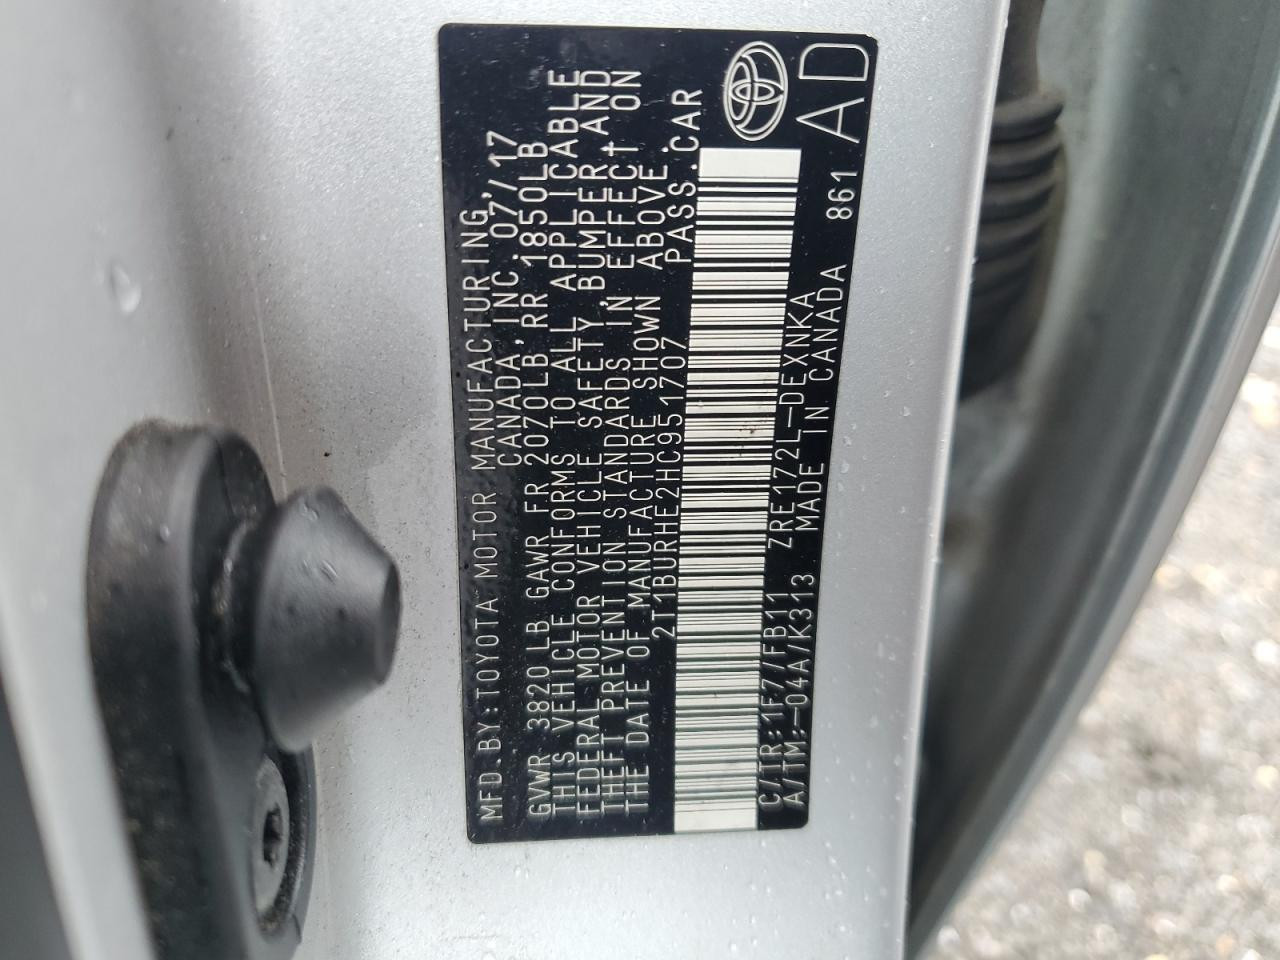 MFD.BY:TOYOTA MOTOR MANUFACTURING,
CANADA,INC. 07/17
GVWR 3820LB GAWR FR 2070LB,RR 1850LB
THIS VEHICLE CONFORMS TO ALL APPLICABLE
FEDERAL MOTOR VEHICLE SAFETY,BUMPER,AND
THEFT PREVENTION STANDARDS IN EFFECT ON
THE DATE OF MANUFACTURE SHOWN ABOVE.
2T1BURHE2HC951707 PASS.CAR
C/TR:1F7/FB11 ZRE172L-DEXNKA
A/TM:-04A/K313 MADE IN CANADA 861
AD